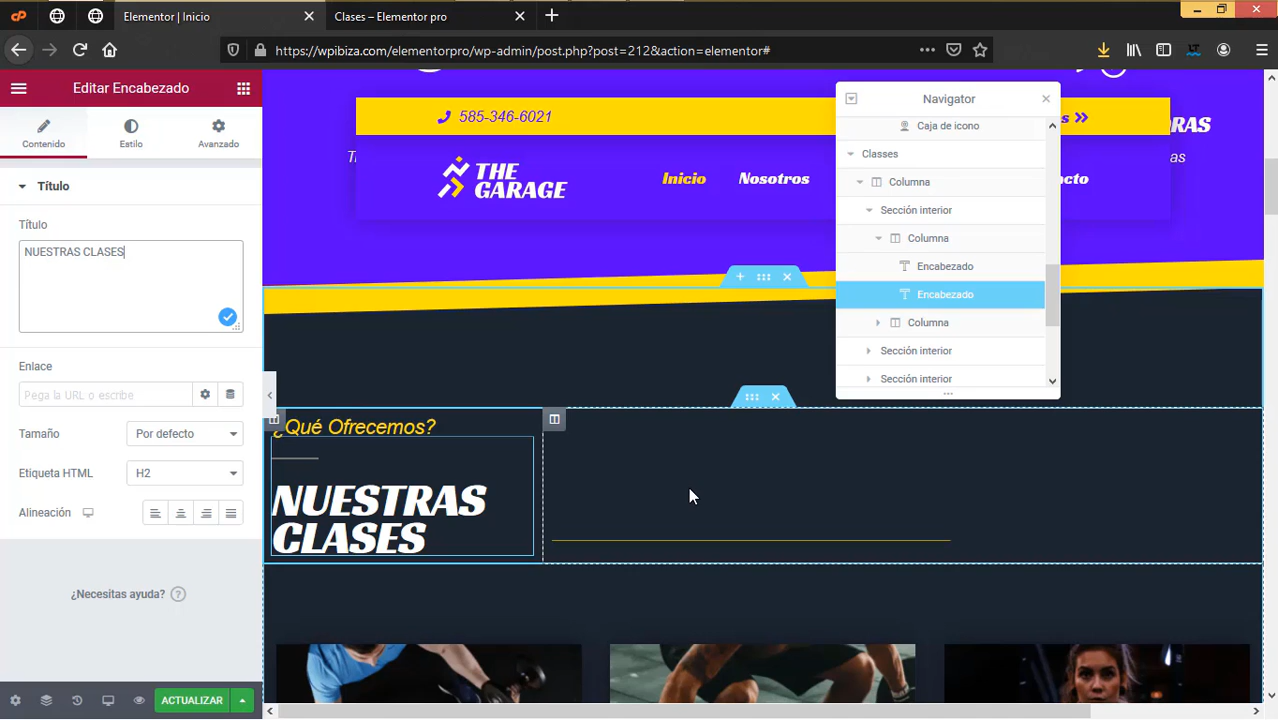 Elementor | Inicio
Clases – Elementor pro
https://wpibiza.com/elementorpro/wp-admin/post.php?post=212&action=elementor#
Editar Encabezado
Contenido
Estilo
Avanzado
Título
Título
NUESTRAS CLASES
Enlace
Pega la URL o escribe
Tamaño
Por defecto
Etiqueta HTML
H2
Alineación
¿Necesitas ayuda?
ACTUALIZAR
585-346-6021
THE
GARAGE
Inicio
Nosotros
Navigator
Caja de icono
Classes
Columna
Sección interior
Columna
Encabezado
Encabezado
Columna
Sección interior
Sección interior
¿Qué Ofrecemos?
NUESTRAS
CLASES